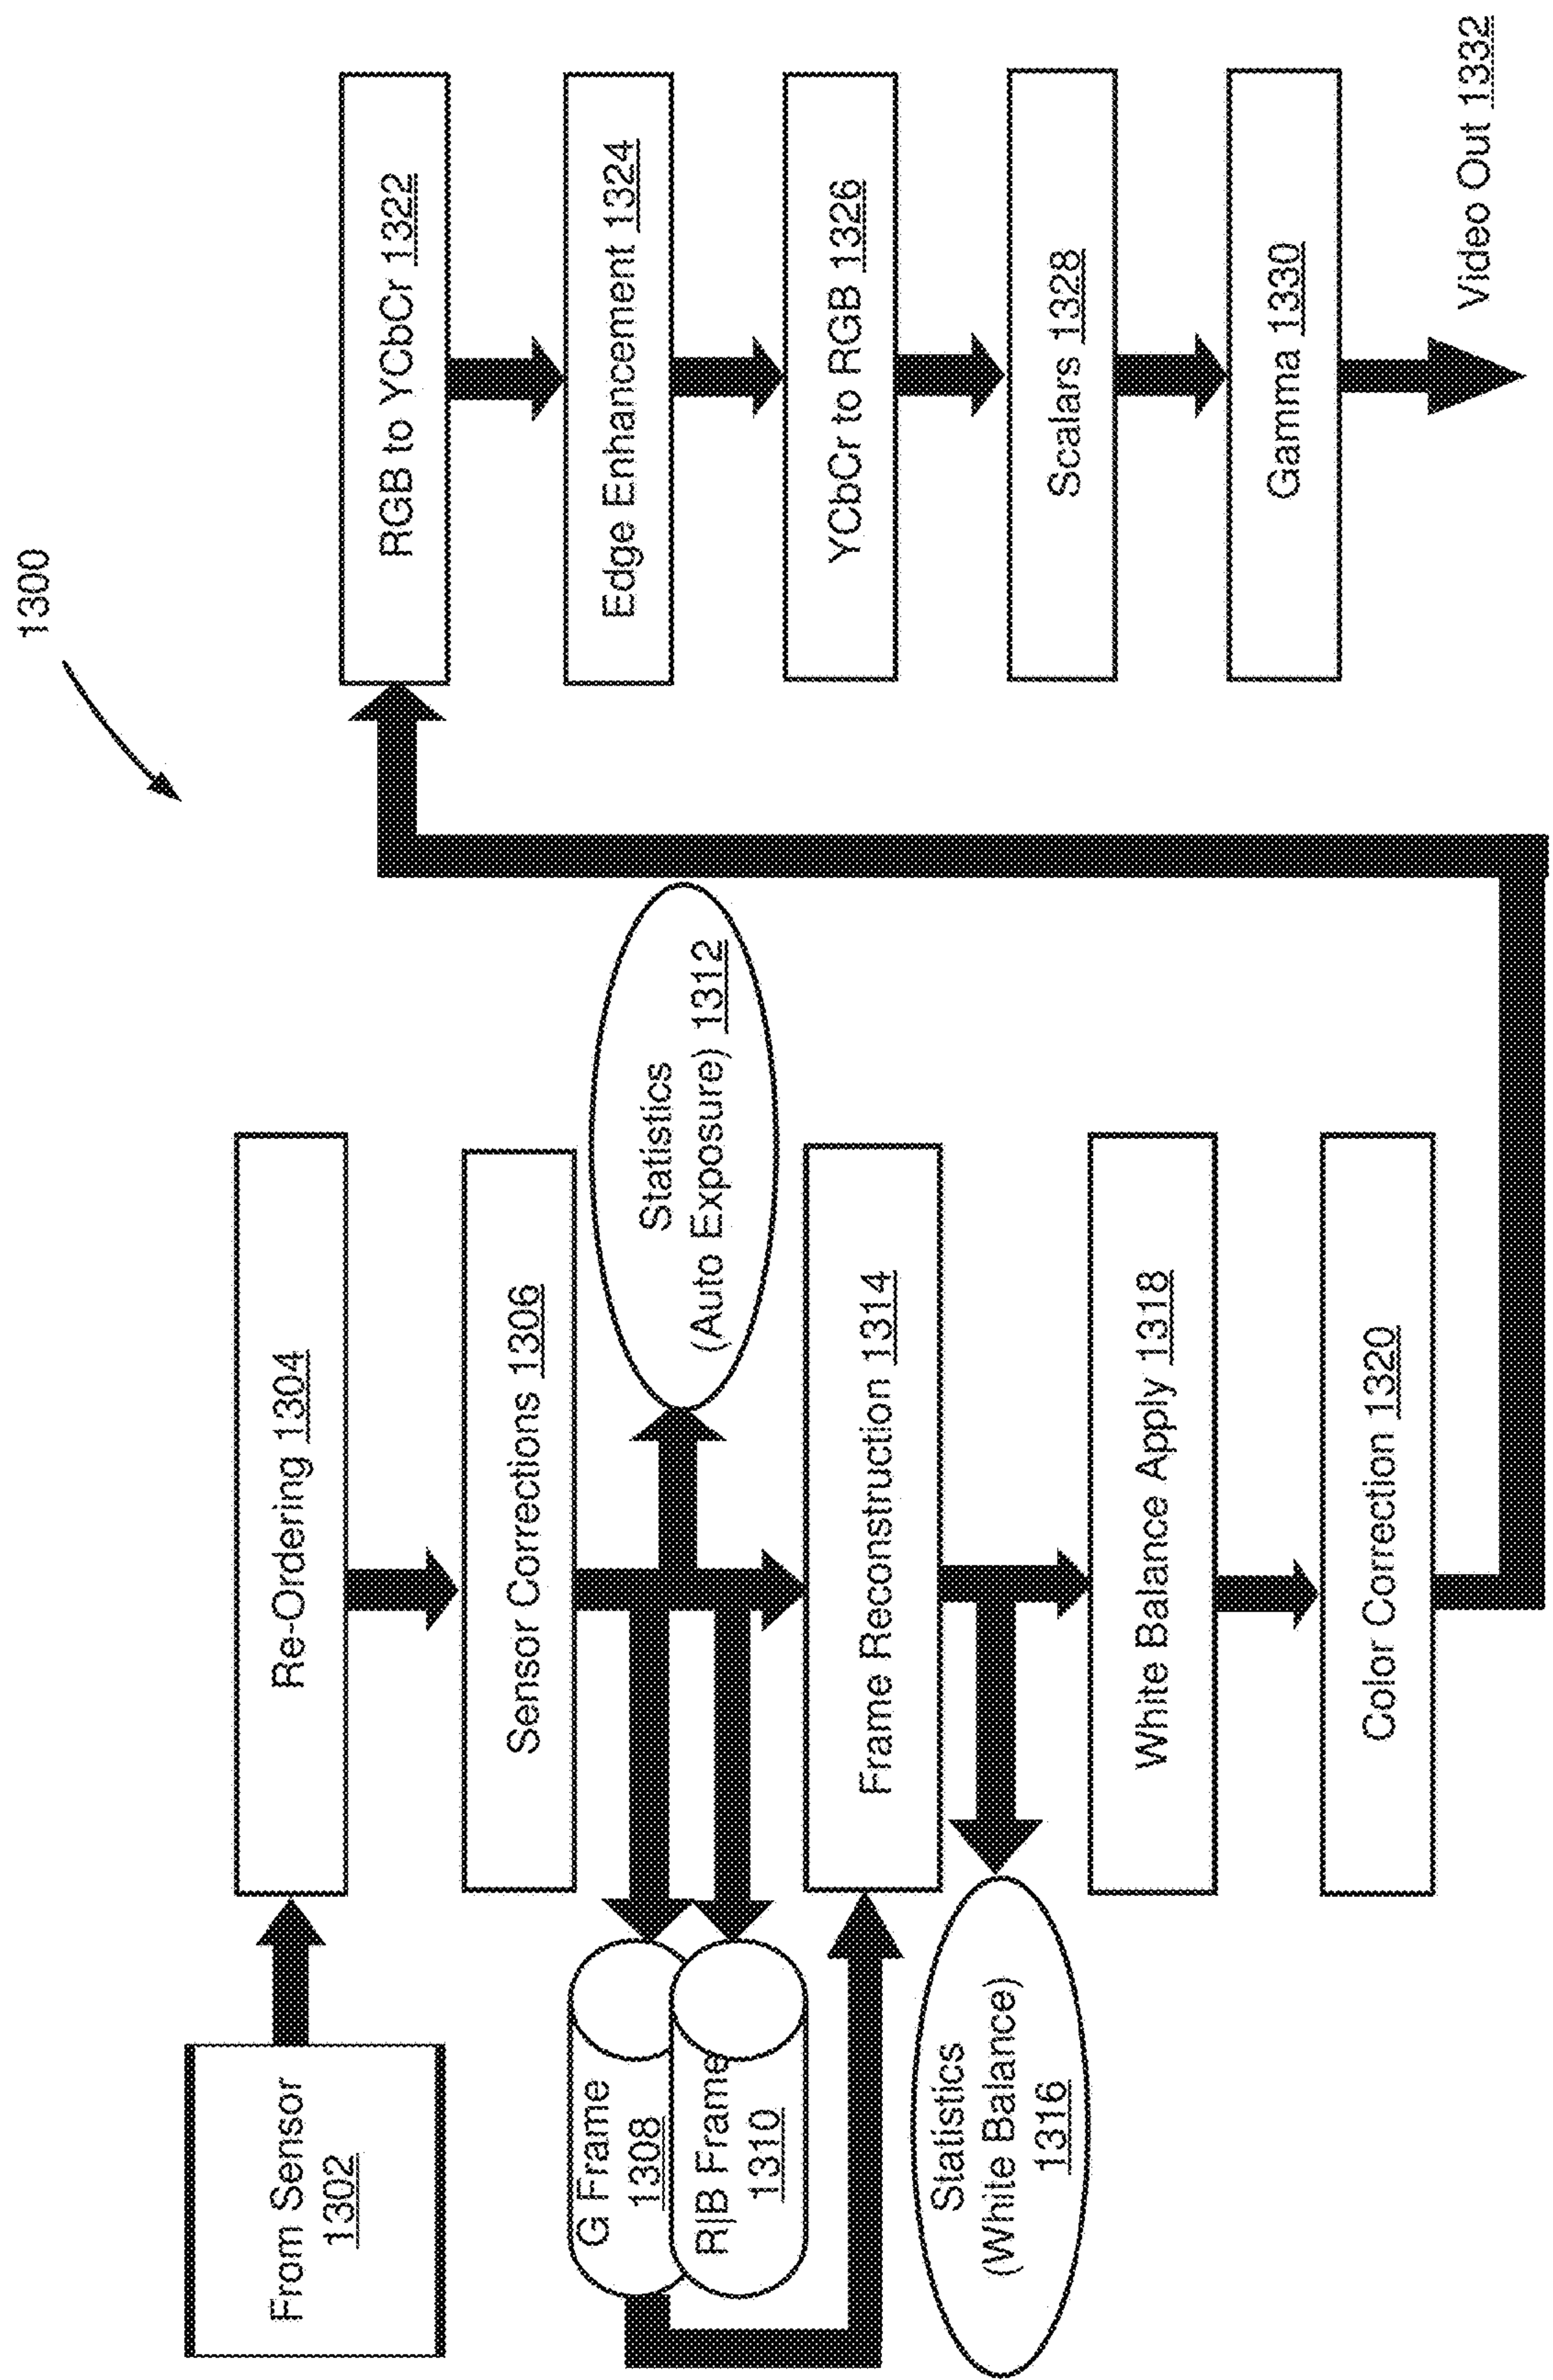 1300
From Sensor
1302
Re-Ordering 1304
Sensor Corrections 1306
G Frame
1308
R|B Frame
1310
Statistics
(Auto Exposure) 1312
Frame Reconstruction 1314
Statistics
(White Balance)
1316
White Balance Apply 1318
Color Correction 1320
RGB to YCbCr 1322
Edge Enhancement 1324
YCbCr to RGB 1326
Scalars 1328
Gamma 1330
Video Out 1332